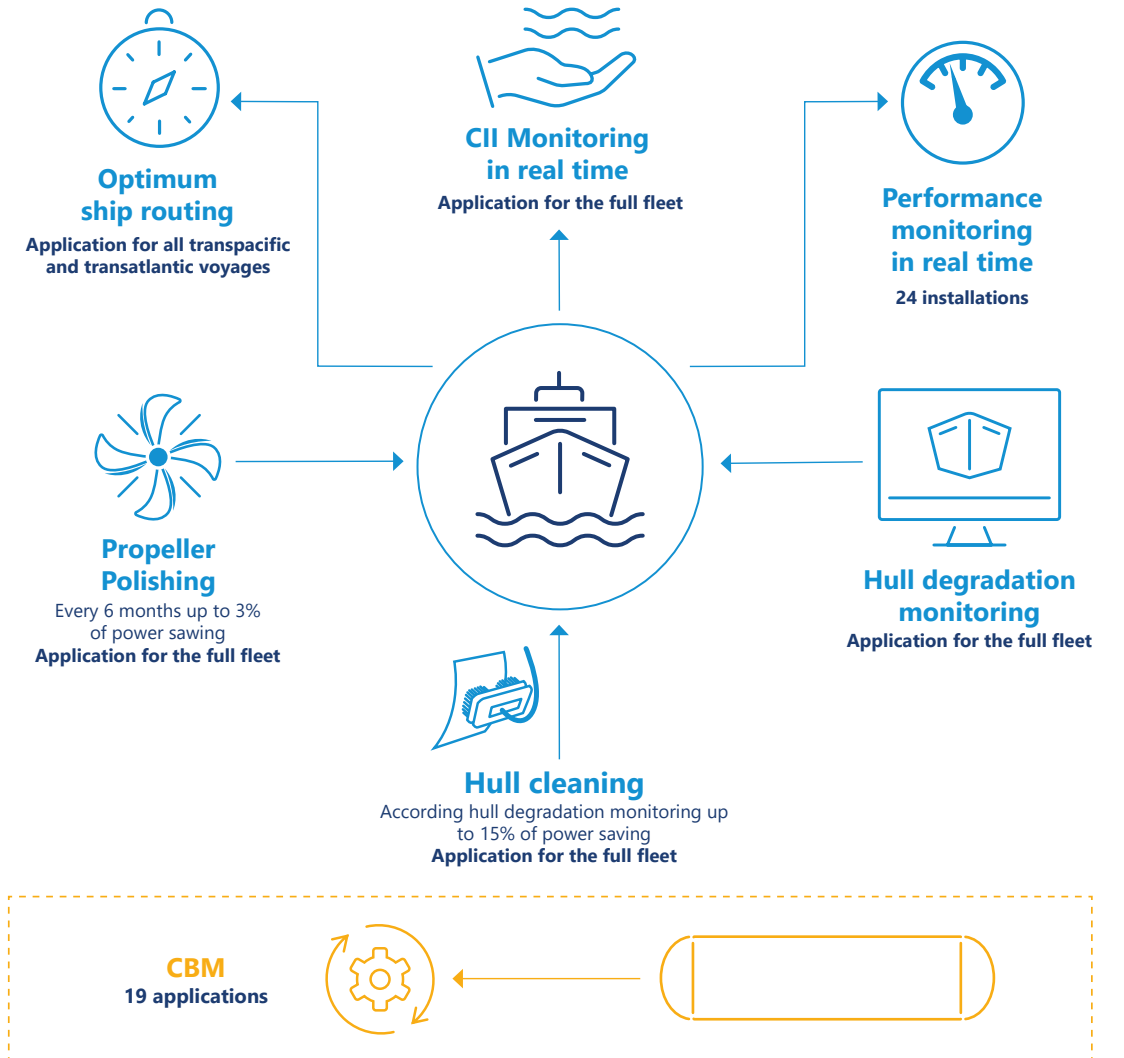 CII Monitoring
in real time
Application for the full fleet
Optimum
ship routing
Application for all transpacific
and transatlantic voyages
Performance
monitoring
in real time
24 installations
Propeller
Polishing
Every 6 months up to 3%
of power sawing
Application for the full fleet
Hull degradation
monitoring
Application for the full fleet
Hull cleaning
According hull degradation monitoring up
to 15% of power saving
Application for the full fleet
CBM
19 applications